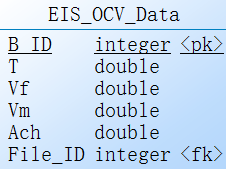 EIS_OCV_Data
B_ID integer <pk>
T double
Vf double
Vm double
Ach double
File_ID integer <fk>